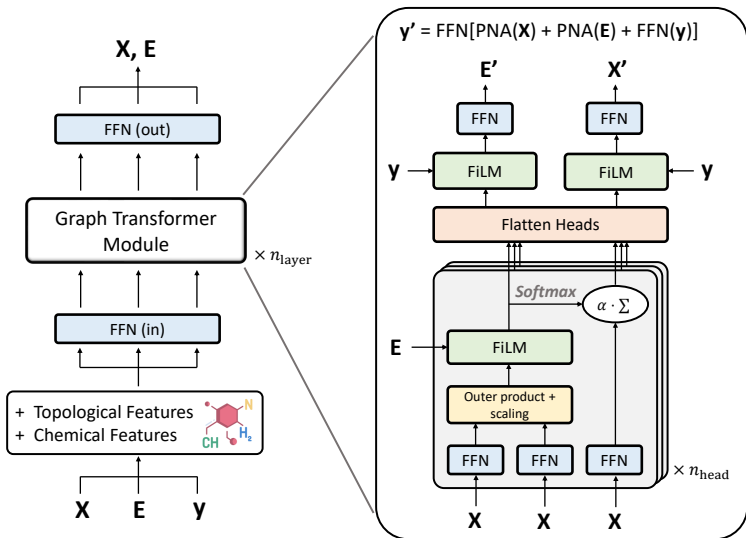 X, E
FFN (out)
Graph Transformer
Module
× n_layer
FFN (in)
+ Topological Features
+ Chemical Features
N
H₂
CH
X E y
y' = FFN[PNA(X) + PNA(E) + FFN(y)]
E' X'
FFN FFN
y FiLM FiLM y
Flatten Heads
Softmax
α · Σ
E FiLM
Outer product +
scaling
FFN FFN FFN
× n_head
X X X